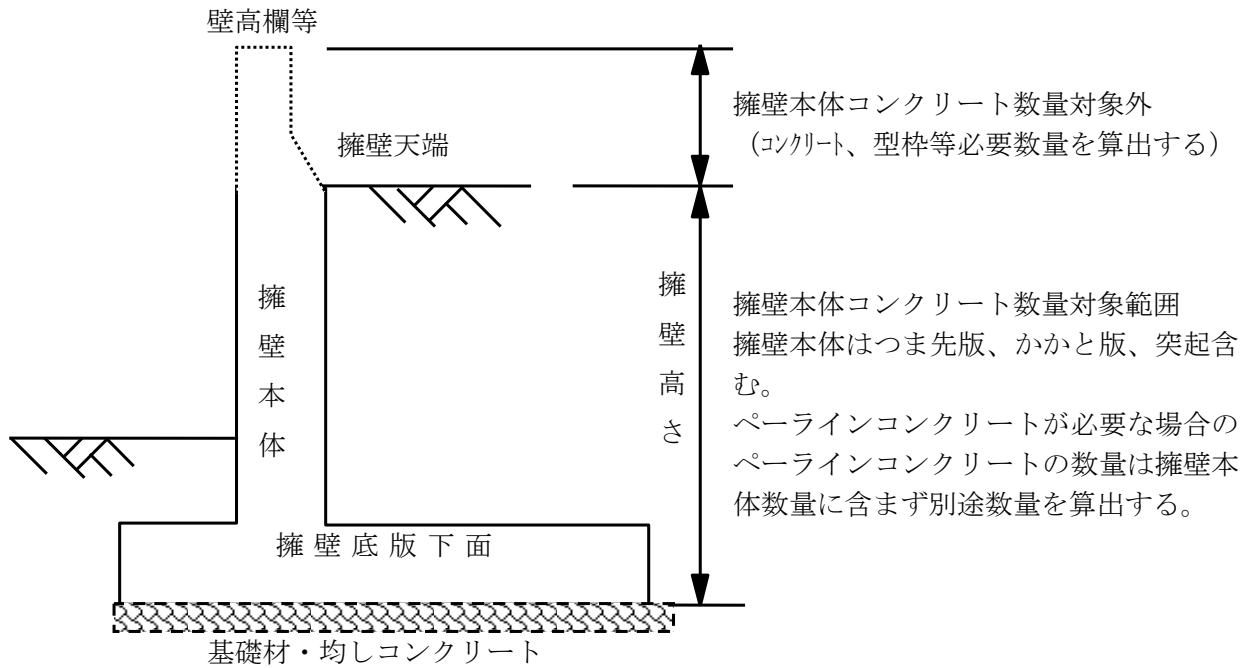 壁高欄等
擁壁本体コンクリート数量対象外
(コンクリート、型枠等必要数量を算出する)
擁壁天端
擁壁本体
擁壁高さ
擁壁本体コンクリート数量対象範囲
擁壁本体はつま先版、かかと版、突起含
む。
ペーラインコンクリートが必要な場合の
ペーラインコンクリートの数量は擁壁本
体数量に含まず別途数量を算出する。
擁壁底版下面
基礎材・均しコンクリート